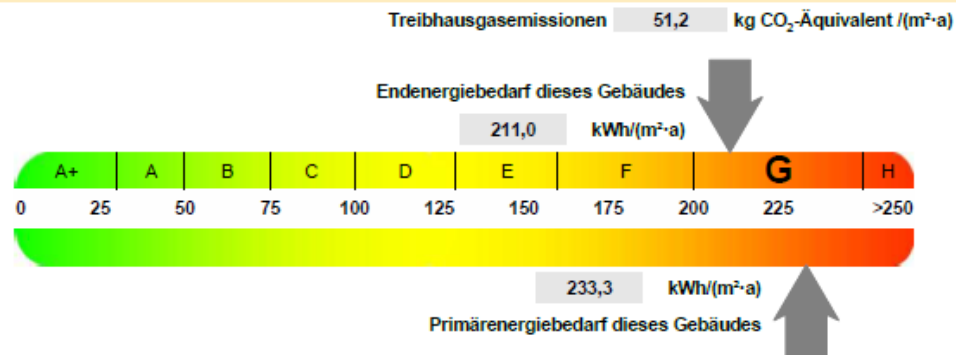 Treibhausgasemissionen 51,2 kg CO₂-Äquivalent /(m²·a)
Endenergiebedarf dieses Gebäudes
211,0 kWh/(m²·a)
A+ A B C D E F G H
0 25 50 75 100 125 150 175 200 225 >250
233,3 kWh/(m²·a)
Primärenergiebedarf dieses Gebäudes